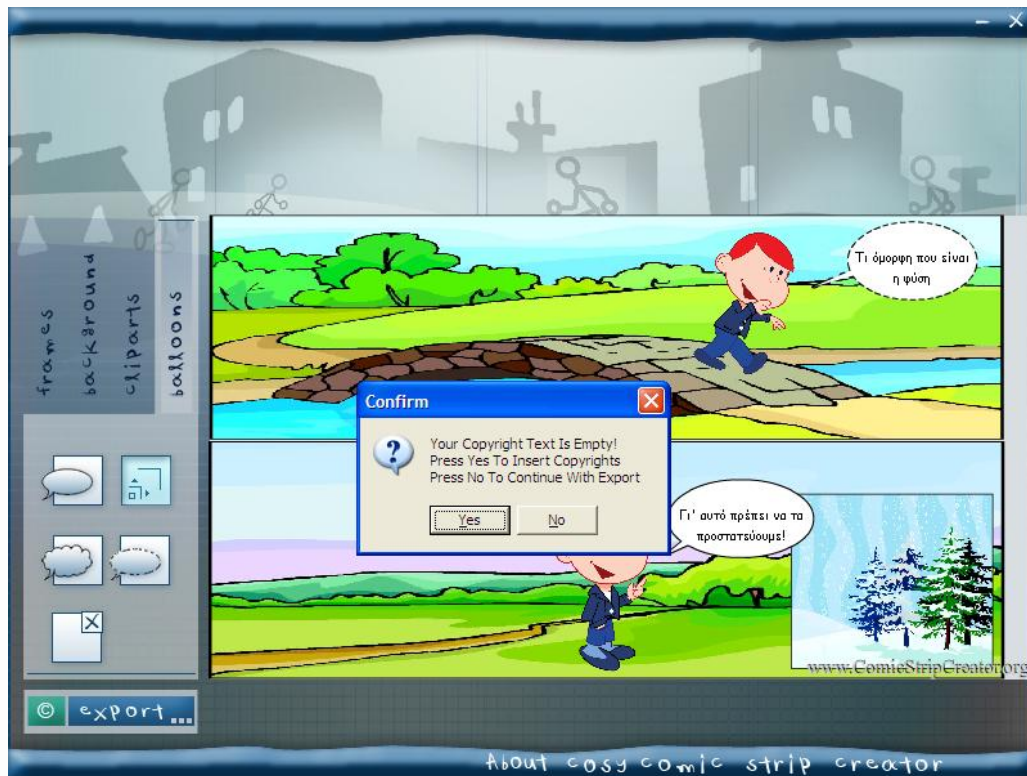 frames
background
cliparts
balloons
Τι όμορφη που είναι
η φύση
Confirm
Your Copyright Text Is Empty!
Press Yes To Insert Copyrights
Press No To Continue With Export
Yes
No
Γι' αυτό πρέπει να τα
προστατεύουμε!
www.ComicStripCreator.org
© export...
About cosy comic strip creator